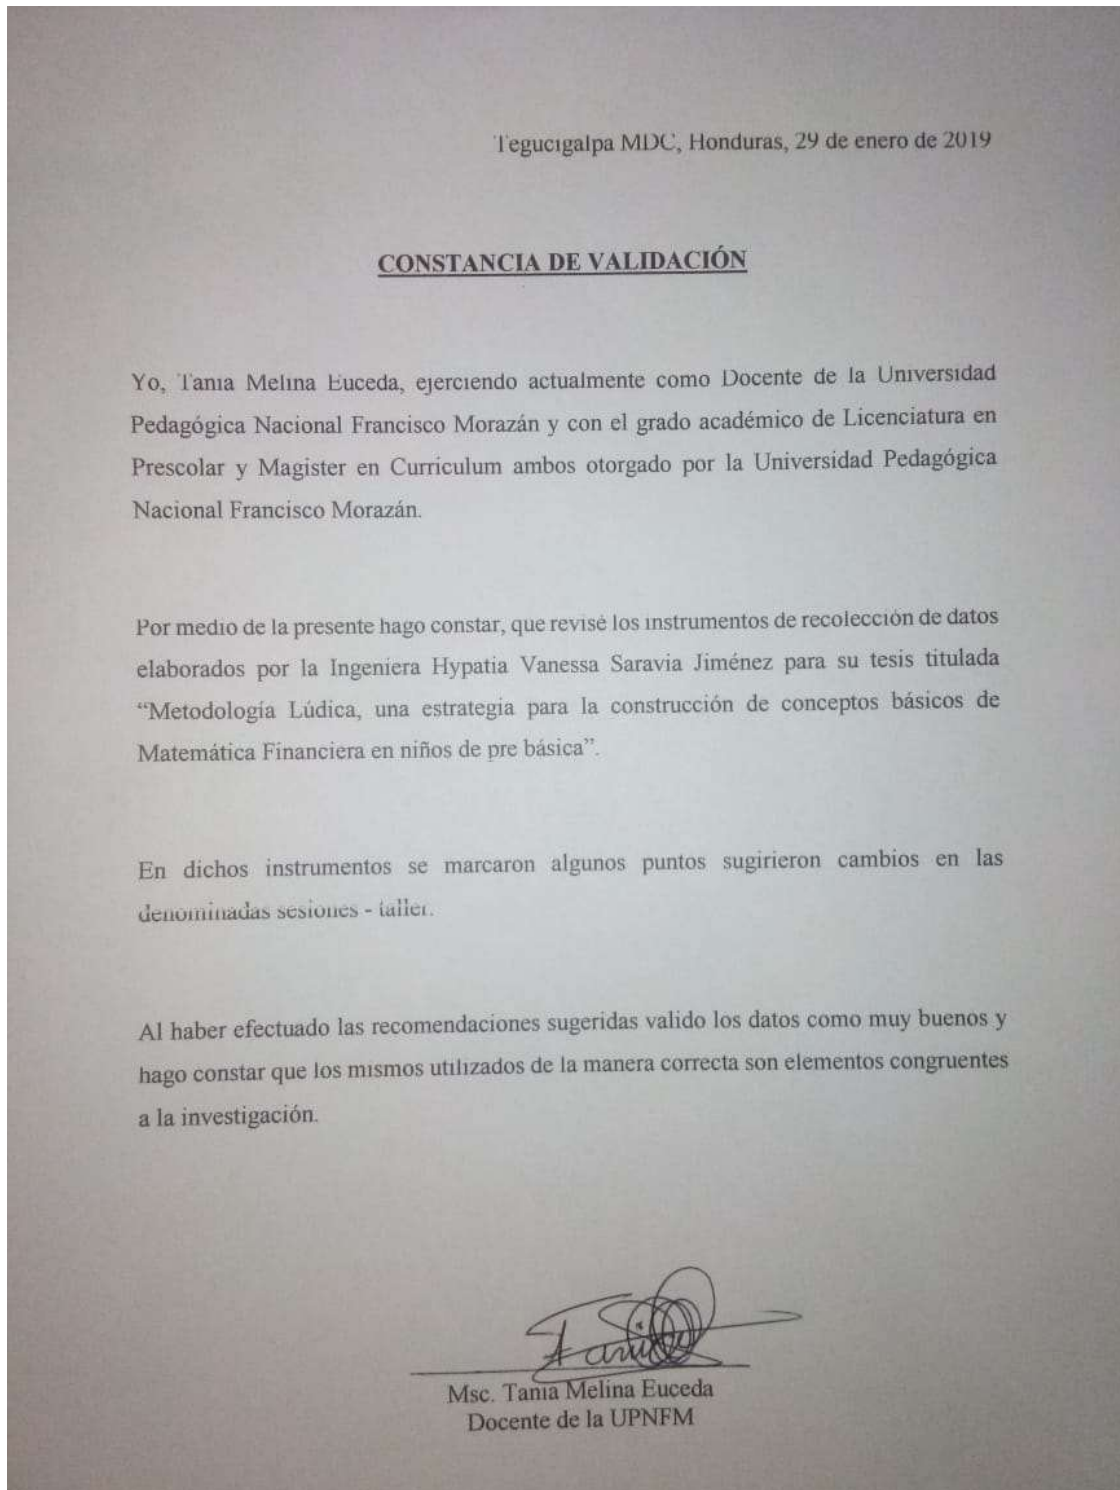 Tegucigalpa MDC, Honduras, 29 de enero de 2019
CONSTANCIA DE VALIDACIÓN
Yo, Tania Melina Euceda, ejerciendo actualmente como Docente de la Universidad
Pedagógica Nacional Francisco Morazán y con el grado académico de Licenciatura en
Prescolar y Magister en Curriculum ambos otorgado por la Universidad Pedagógica
Nacional Francisco Morazán.
Por medio de la presente hago constar, que revisé los instrumentos de recolección de datos
elaborados por la Ingeniera Hypatia Vanessa Saravia Jiménez para su tesis titulada
“Metodología Lúdica, una estrategia para la construcción de conceptos básicos de
Matemática Financiera en niños de pre básica”.
En dichos instrumentos se marcaron algunos puntos sugirieron cambios en las
denominadas sesiones - taller.
Al haber efectuado las recomendaciones sugeridas valido los datos como muy buenos y
hago constar que los mismos utilizados de la manera correcta son elementos congruentes
a la investigación.
Tania
Msc. Tania Melina Euceda
Docente de la UPNFM